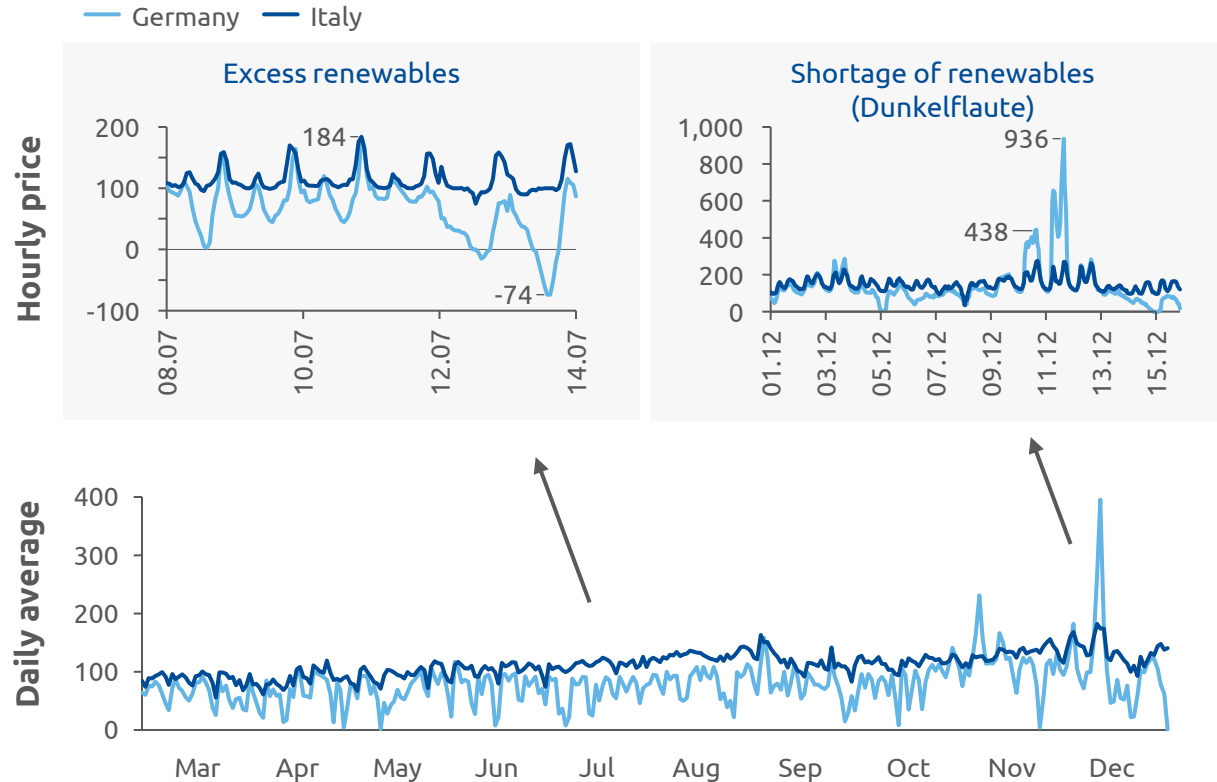 Germany Italy
Excess renewables
Hourly price
200
100
0
-100
184
-74
08.07 10.07 12.07 14.07
Shortage of renewables
(Dunkelflaute)
1,000
800
600
400
200
0
936
438
01.12 03.12 05.12 07.12 09.12 11.12 13.12 15.12
Daily average
400
300
200
100
0
Mar Apr May Jun Jul Aug Sep Oct Nov Dec